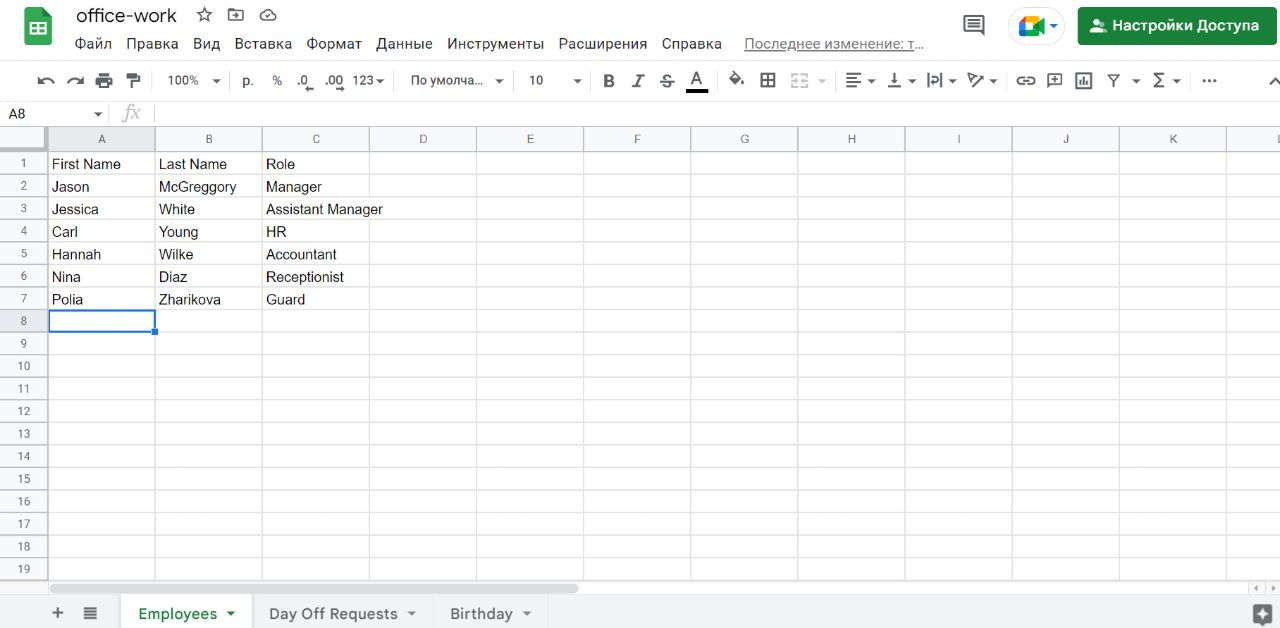 office-work
Файл Правка Вид Вставка Формат Данные Инструменты Расширения Справка Последнее изменение: т...
Настройки Доступа
100% р. % .0 .00 123 По умолча... 10 B I S A
A8 fx
A B C D E F G H I J K L
1 First Name Last Name Role
2 Jason McGreggory Manager
3 Jessica White Assistant Manager
4 Carl Young HR
5 Hannah Wilke Accountant
6 Nina Diaz Receptionist
7 Polia Zharikova Guard
8
9
10
11
12
13
14
15
16
17
18
19
Employees Day Off Requests Birthday